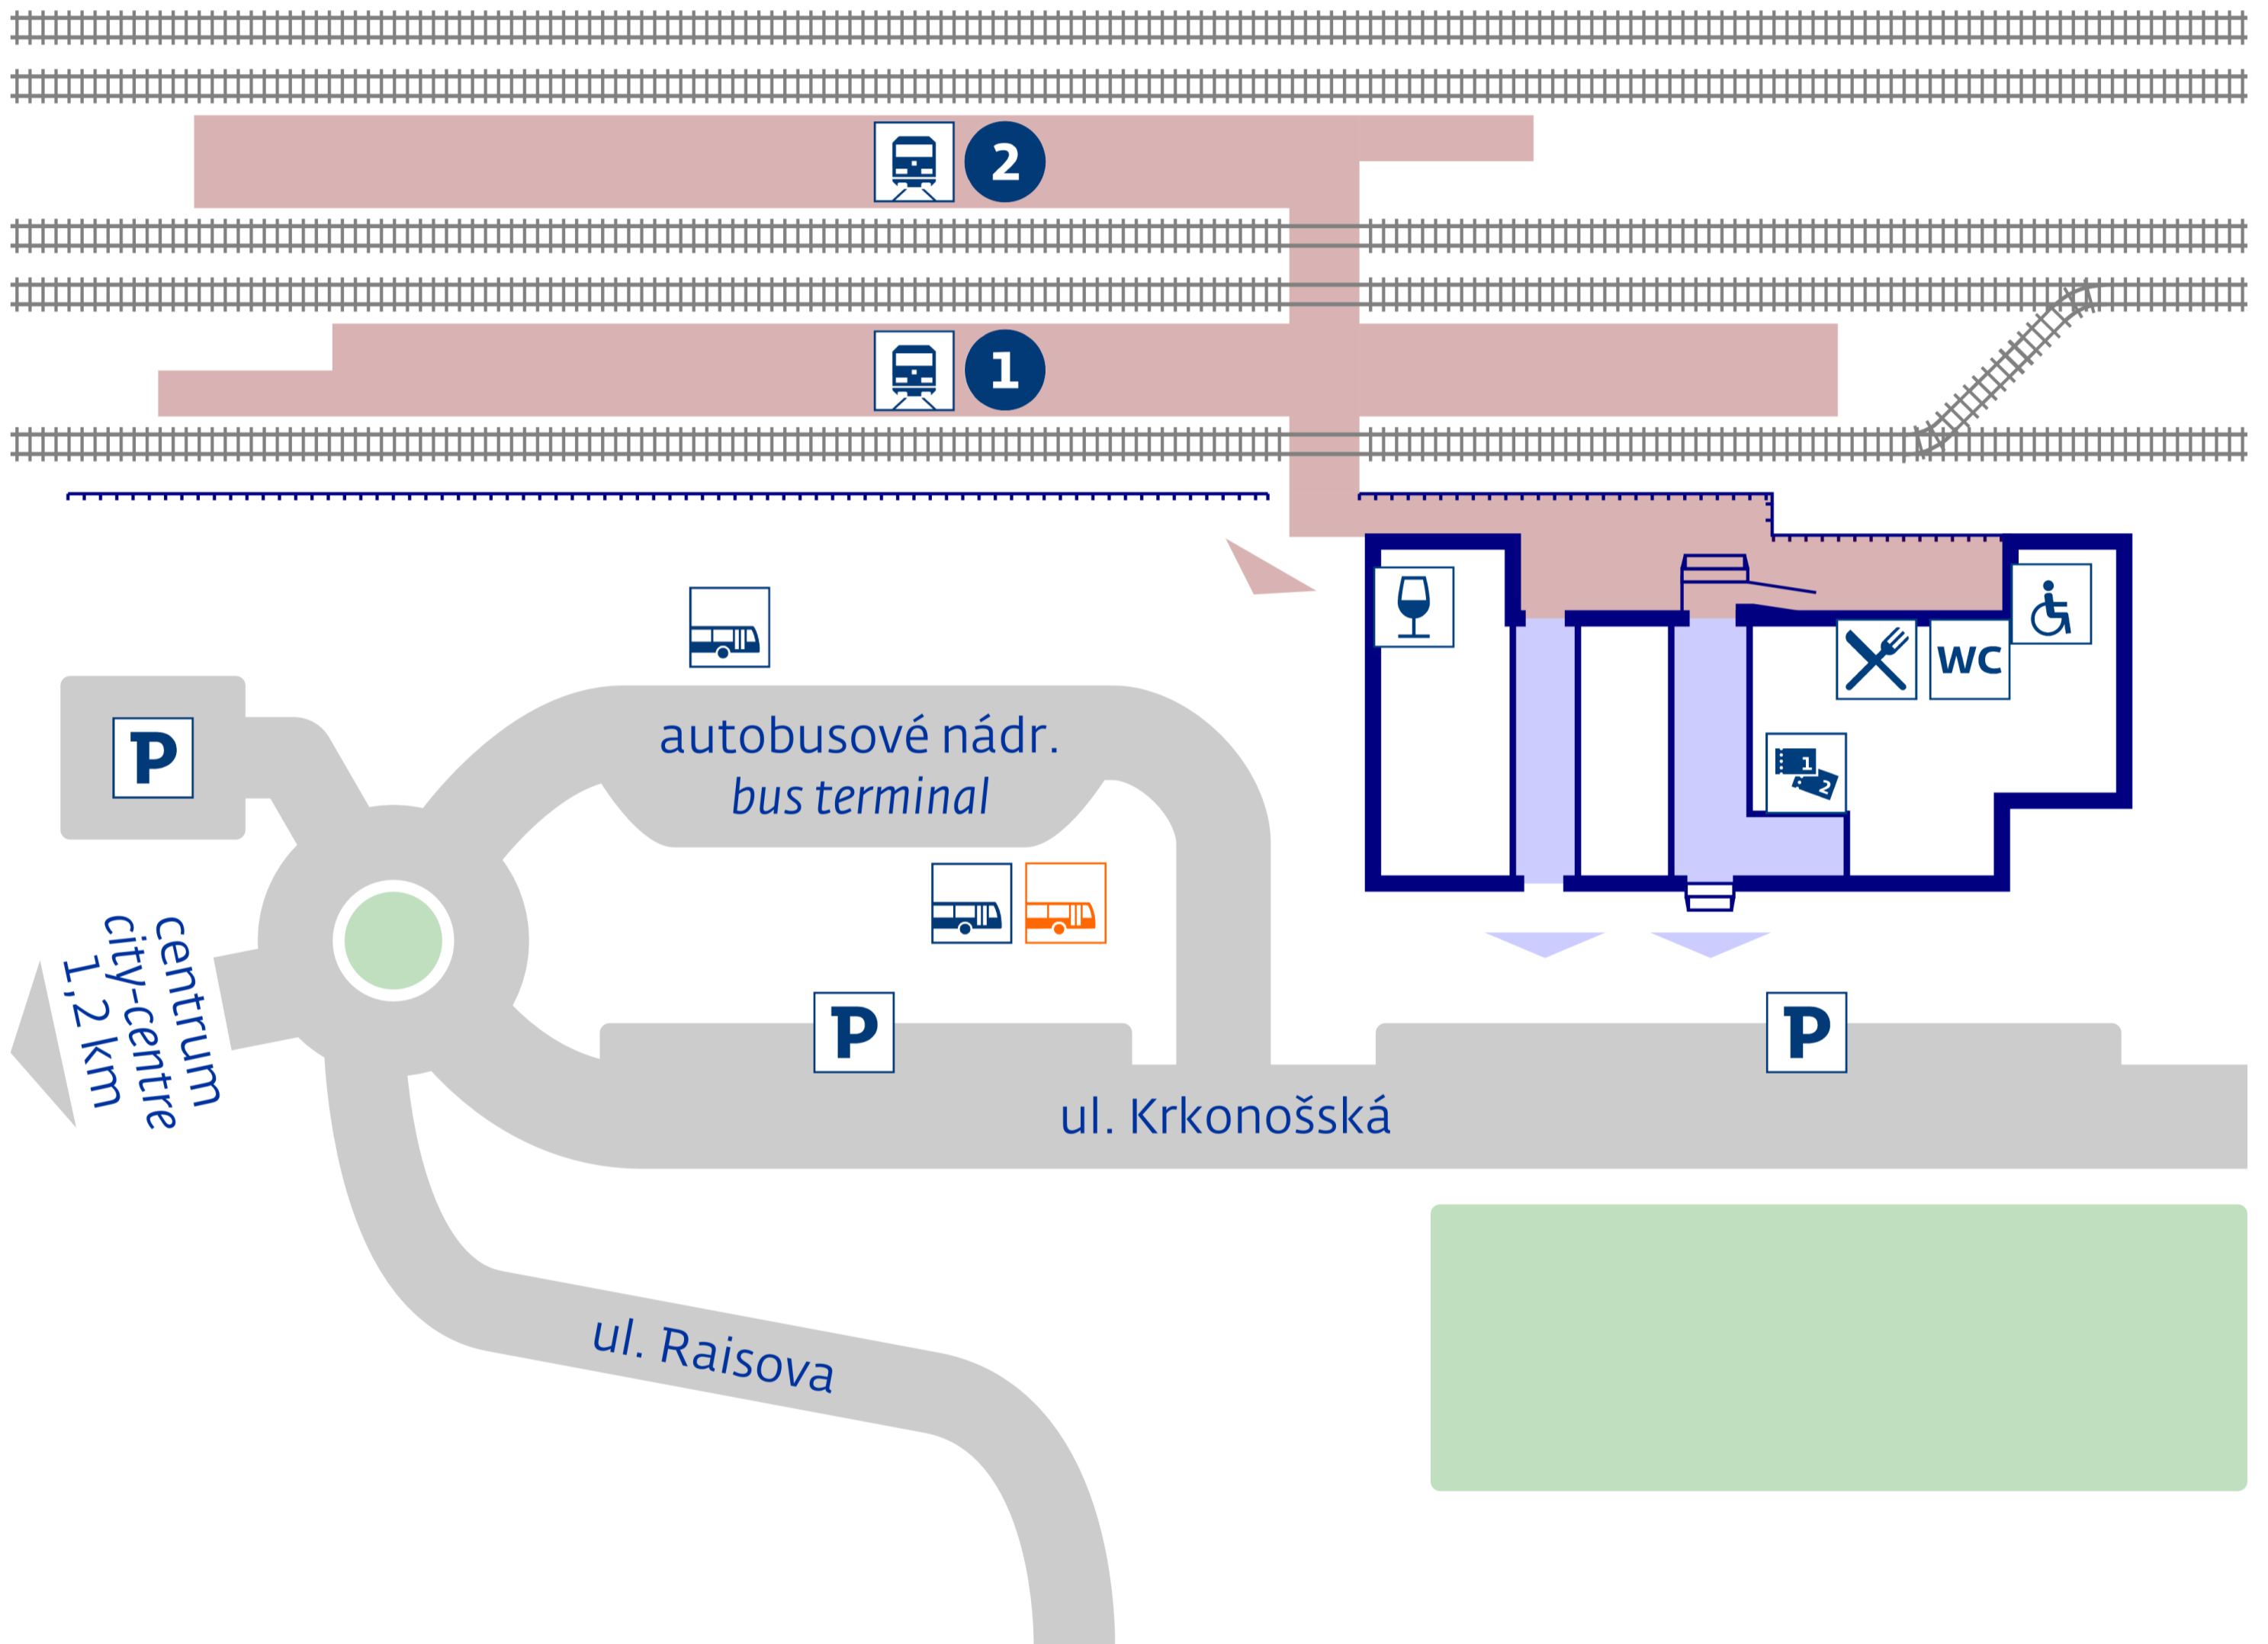 2
1
autobusové nádr.
bus terminal
P
WC
1
2
centrum
city-centre
1,2 km
P
P
ul. Krkonošská
ul. Raisova